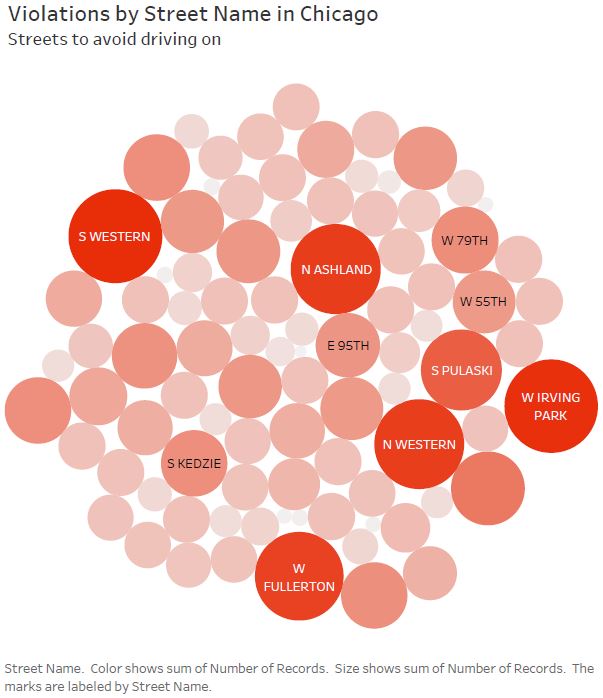 Violations by Street Name in Chicago
Streets to avoid driving on
S WESTERN
N ASHLAND
W 79TH
W 55TH
E 95TH
S PULASKI
W IRVING
PARK
N WESTERN
S KEDZIE
W
FULLERTON
Street Name.  Color shows sum of Number of Records.  Size shows sum of Number of Records.  The
marks are labeled by Street Name.